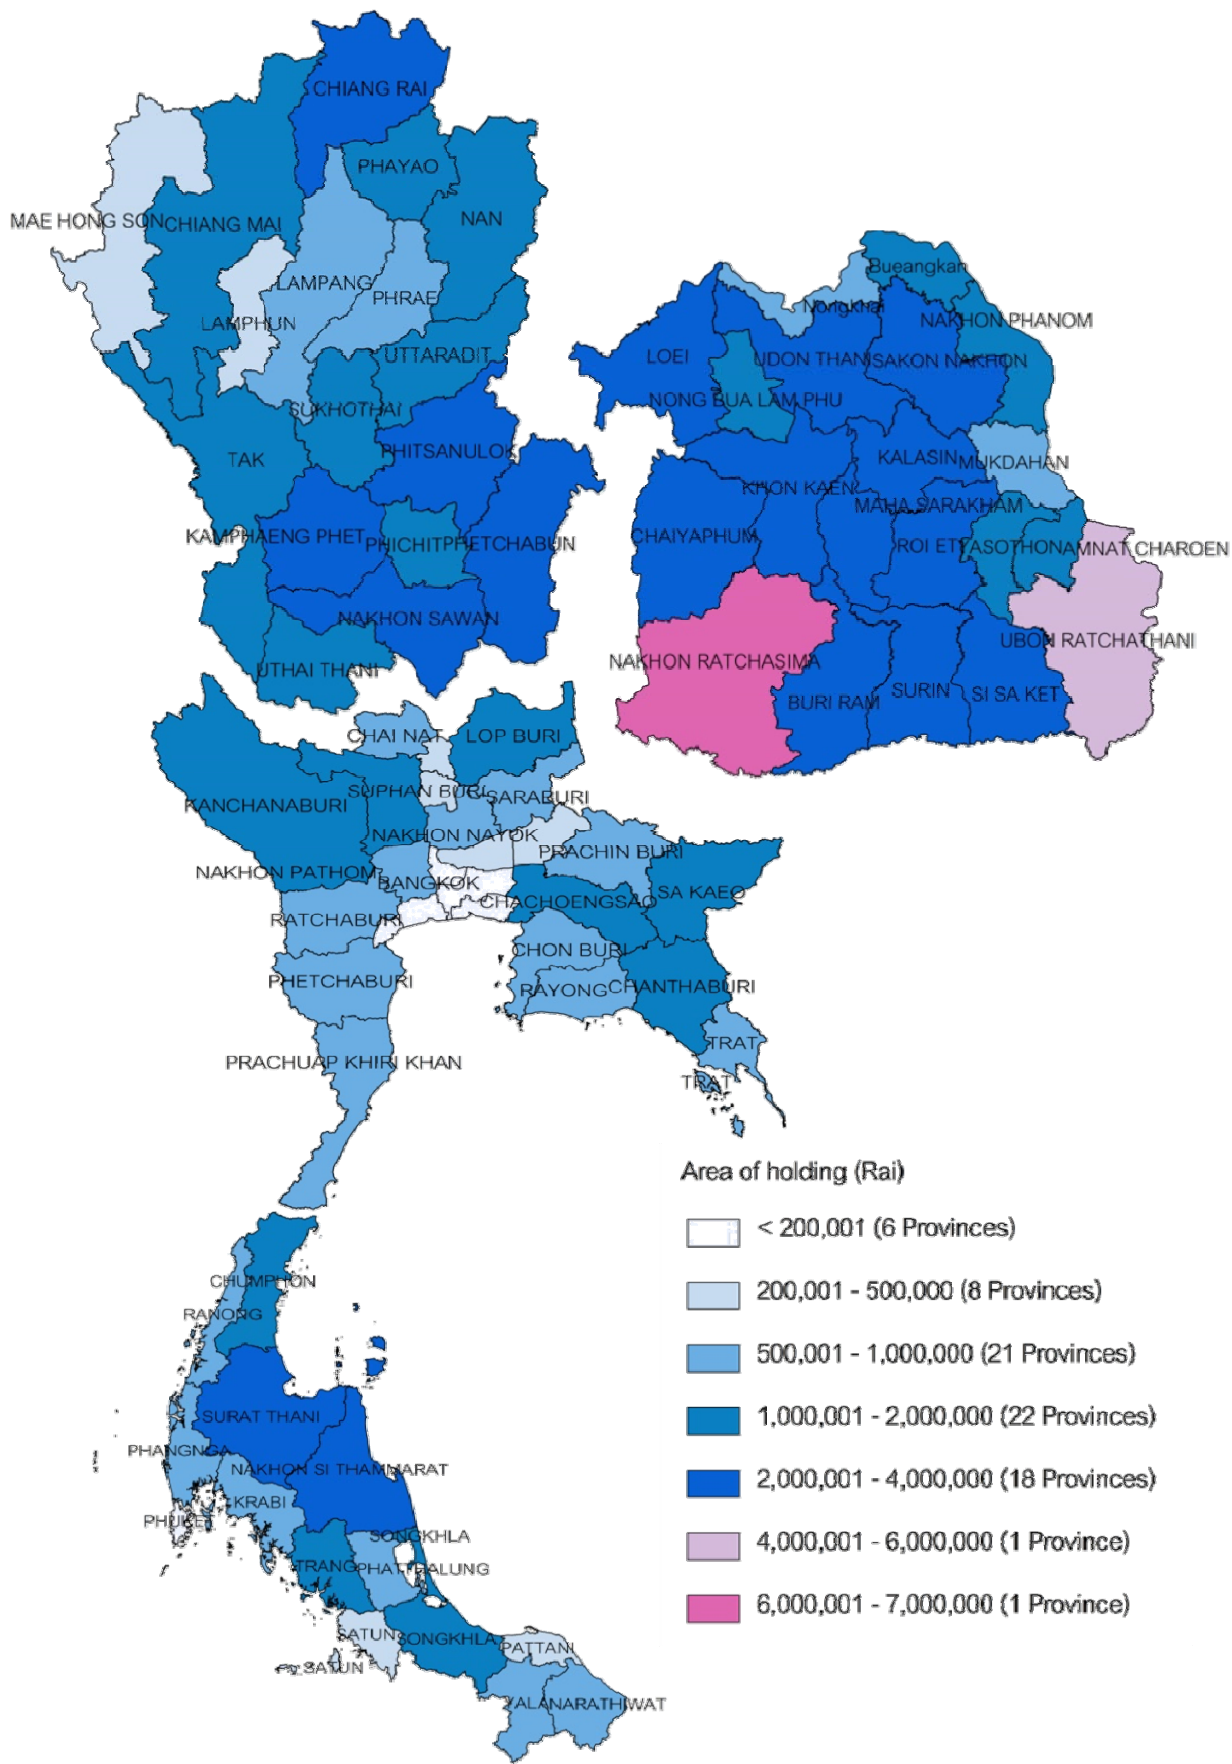 CHIANG RAI
PHAYAO
MAE HONG SON
CHIANG MAI
NAN
LAMPANG
PHRAE
LAMPHUN
UTTARADIT
SUKHOTHAI
PHITSANULOK
TAK
KAMPHAENG PHET
PHICHIT
PHETCHABUN
NAKHON SAWAN
UTHAI THANI
Bueangkan
Nongkhai
NAKHON PHANOM
LOEI
UDON THANI
SAKON NAKHON
NONG BUA LAM PHU
KALASIN
MUKDAHAN
KHON KAEN
MAHA SARAKHAM
CHAIYAPHUM
ROI ET
YASOTHON
AMNAT CHAROEN
UBON RATCHATHANI
NAKHON RATCHASIMA
BURI RAM
SURIN
SI SA KET
CHAI NAT
LOP BURI
KANCHANABURI
SUPHAN BURI
SARABURI
NAKHON NAYOK
PRACHIN BURI
NAKHON PATHOM
BANGKOK
CHACHOENGSAO
SA KAEO
RATCHABURI
CHON BURI
PHETCHABURI
RAYONG
CHANTHABURI
TRAT
PRACHUAP KHIRI KHAN
TRAT
CHUMPHON
RANONG
SURAT THANI
PHANGNGA
NAKHON SI THAMMARAT
KRABI
PHUKET
SONGKHLA
TRANG
PHATTHALUNG
SATUN
SONGKHLA
PATTANI
SATUN
YALA
NARATHIWAT
Area of holding (Rai)
< 200,001 (6 Provinces)
200,001 - 500,000 (8 Provinces)
500,001 - 1,000,000 (21 Provinces)
1,000,001 - 2,000,000 (22 Provinces)
2,000,001 - 4,000,000 (18 Provinces)
4,000,001 - 6,000,000 (1 Province)
6,000,001 - 7,000,000 (1 Province)